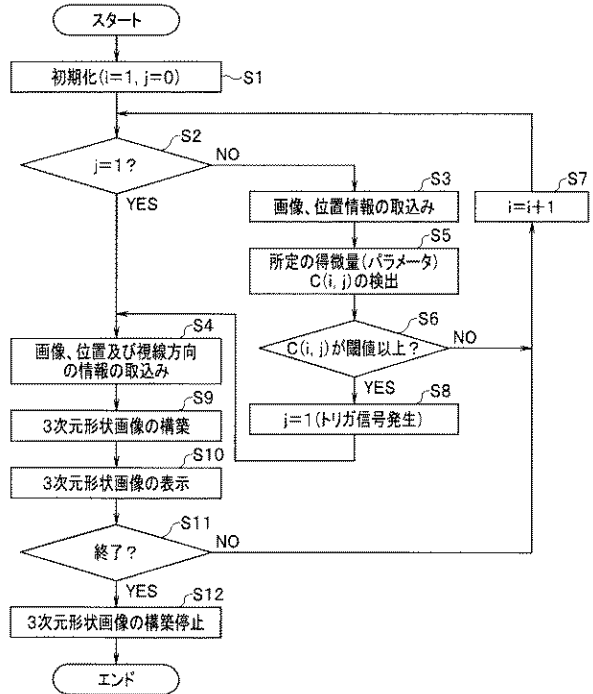 スタート
初期化(i=1, j=0)
S1
S2
j=1?
NO
YES
S3
画像、位置情報の取込み
S7
i=i+1
S5
所定の得微量(パラメータ)
C(i, j)の検出
S4
画像、位置及び視線方向
の情報の取込み
S6
C(i, j)が閾値以上?
NO
YES
S8
j=1(トリガ信号発生)
S9
3次元形状画像の構築
S10
3次元形状画像の表示
S11
終了?
NO
YES
S12
3次元形状画像の構築停止
エンド